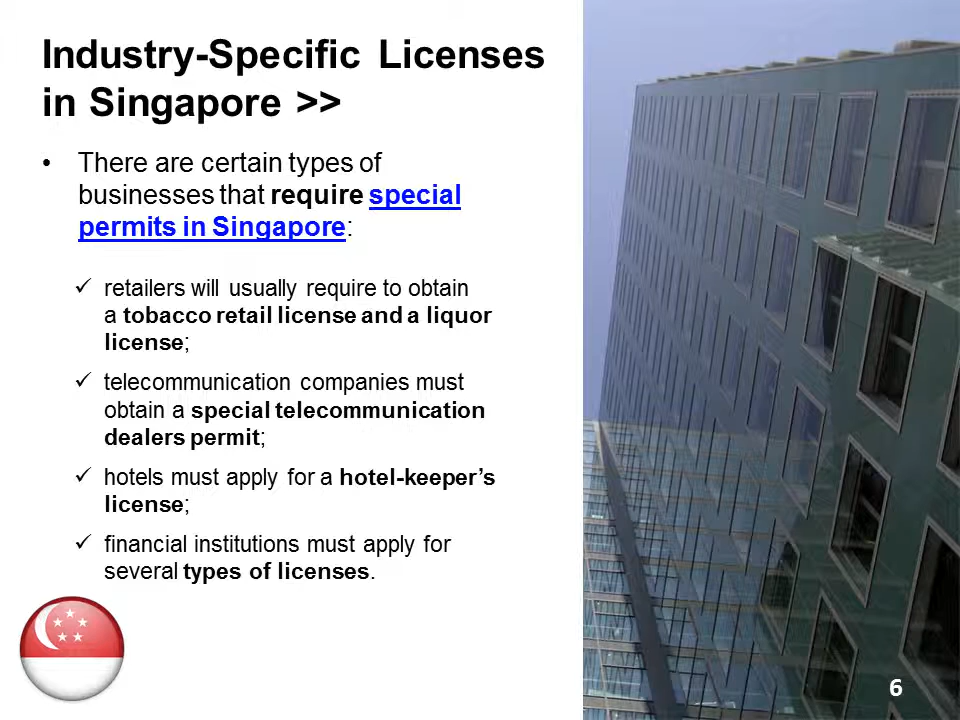 Industry-Specific Licenses
in Singapore >>
• There are certain types of
businesses that require special
permits in Singapore:
✓ retailers will usually require to obtain
a tobacco retail license and a liquor
license;
✓ telecommunication companies must
obtain a special telecommunication
dealers permit;
✓ hotels must apply for a hotel-keeper’s
license;
✓ financial institutions must apply for
several types of licenses.
6